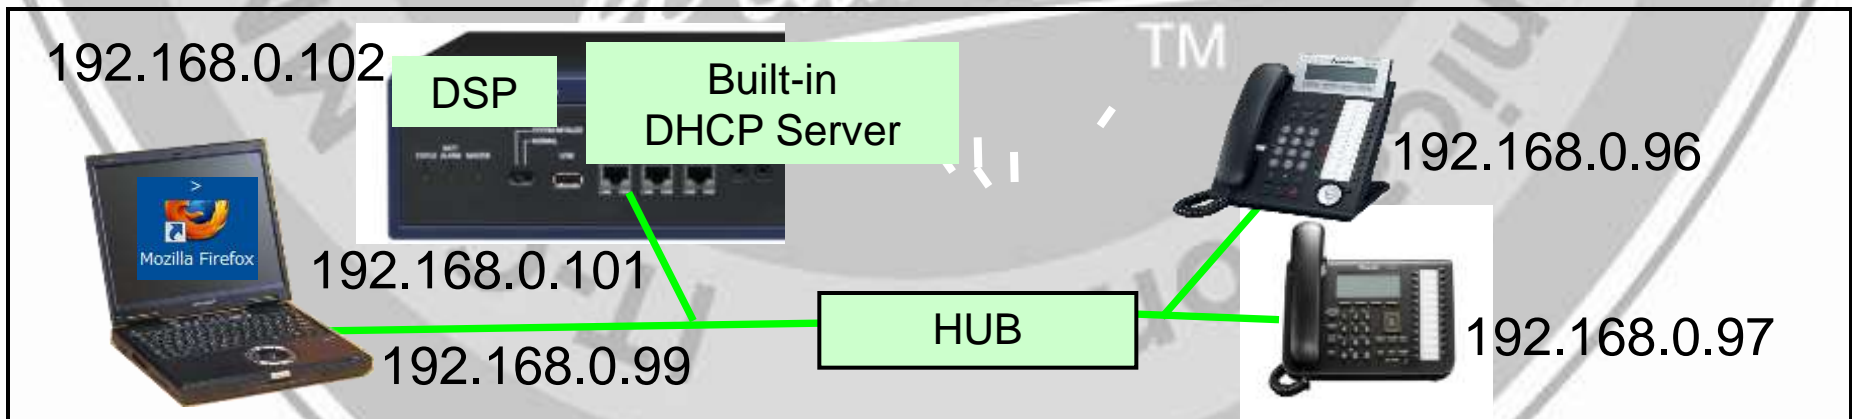 TM
192.168.0.102
DSP
Built-in
DHCP Server
192.168.0.96
>
Mozilla Firefox
192.168.0.101
HUB
192.168.0.97
192.168.0.99